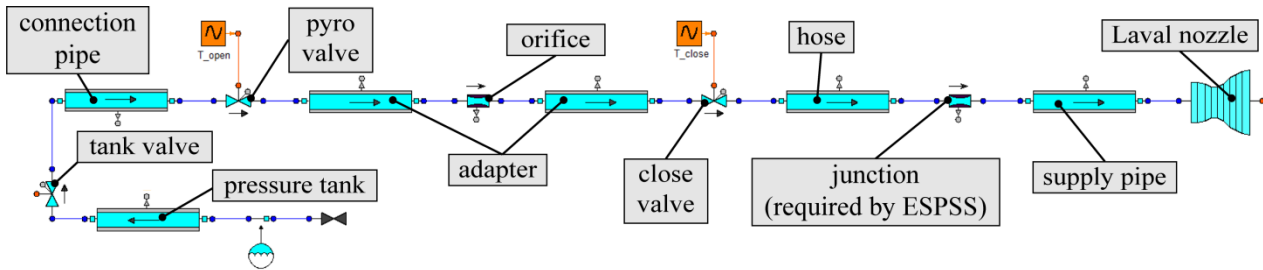 connection
pipe
T_open
pyro
valve
orifice
T_close
hose
Laval nozzle
tank valve
pressure tank
adapter
close
valve
junction
(required by ESPSS)
supply pipe